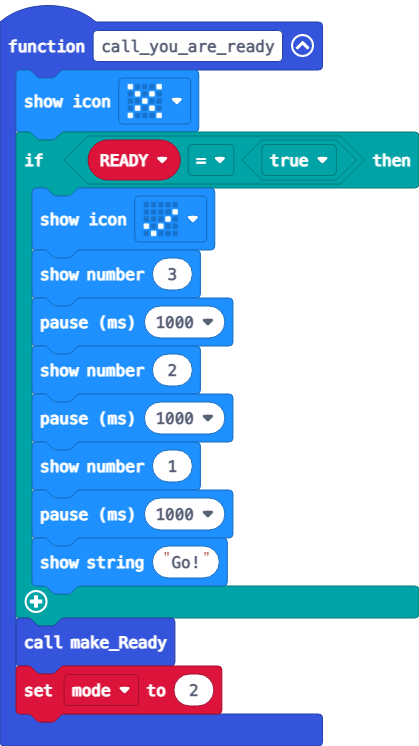 function call_you_are_ready
show icon
if READY = true then
show icon
show number 3
pause (ms) 1000
show number 2
pause (ms) 1000
show number 1
pause (ms) 1000
show string "Go!"
call make_Ready
set mode to 2